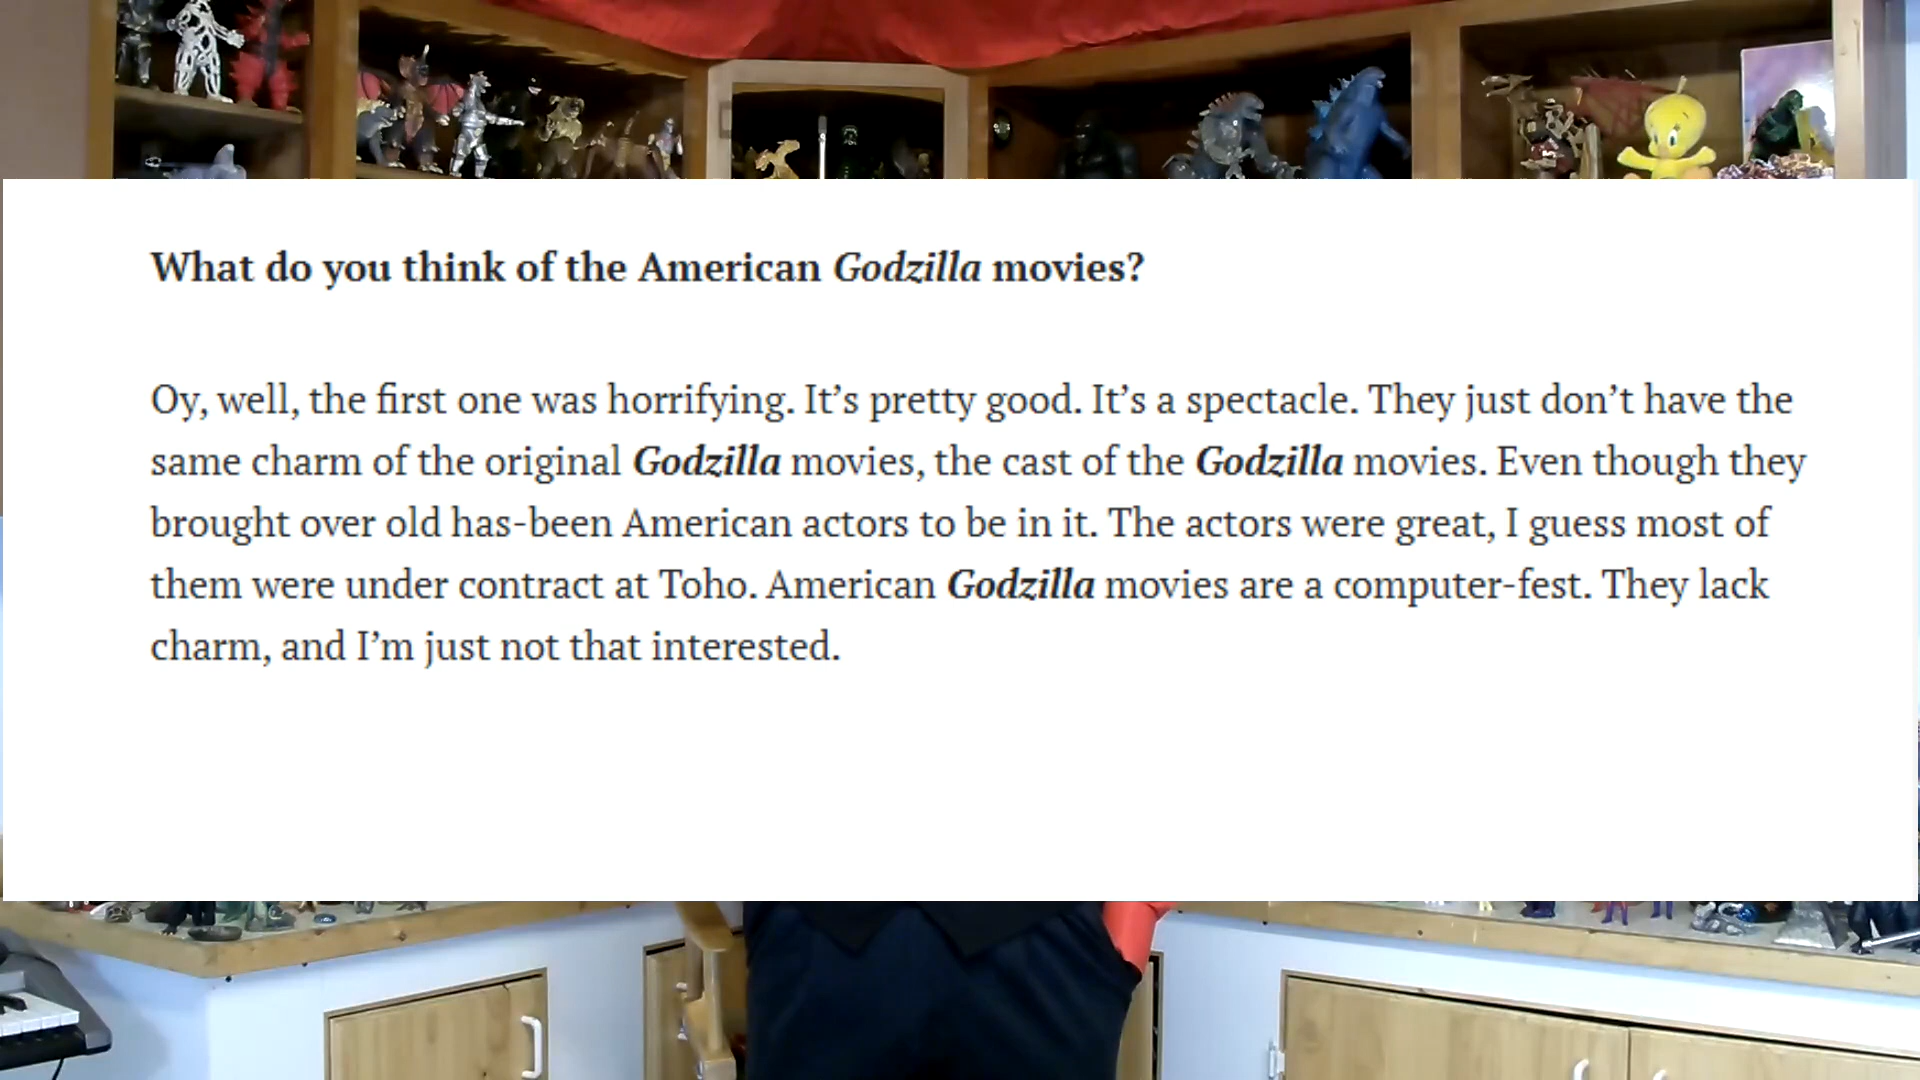 What do you think of the American Godzilla movies?
Oy, well, the first one was horrifying. It’s pretty good. It’s a spectacle. They just don’t have the
same charm of the original Godzilla movies, the cast of the Godzilla movies. Even though they
brought over old has-been American actors to be in it. The actors were great, I guess most of
them were under contract at Toho. American Godzilla movies are a computer-fest. They lack
charm, and I’m just not that interested.